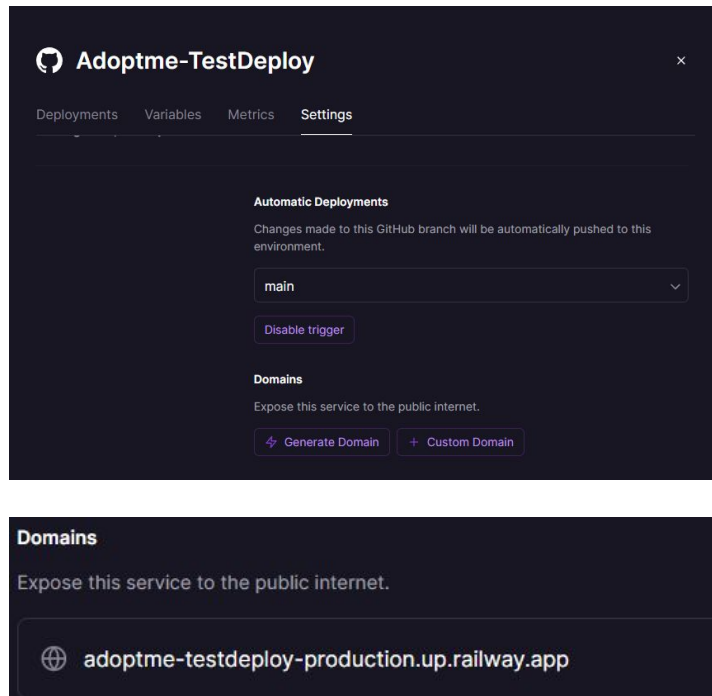 Adoptme-TestDeploy
Deployments Variables Metrics Settings
Automatic Deployments
Changes made to this GitHub branch will be automatically pushed to this
environment.
main
Disable trigger
Domains
Expose this service to the public internet.
Generate Domain + Custom Domain
Domains
Expose this service to the public internet.
adoptme-testdeploy-production.up.railway.app